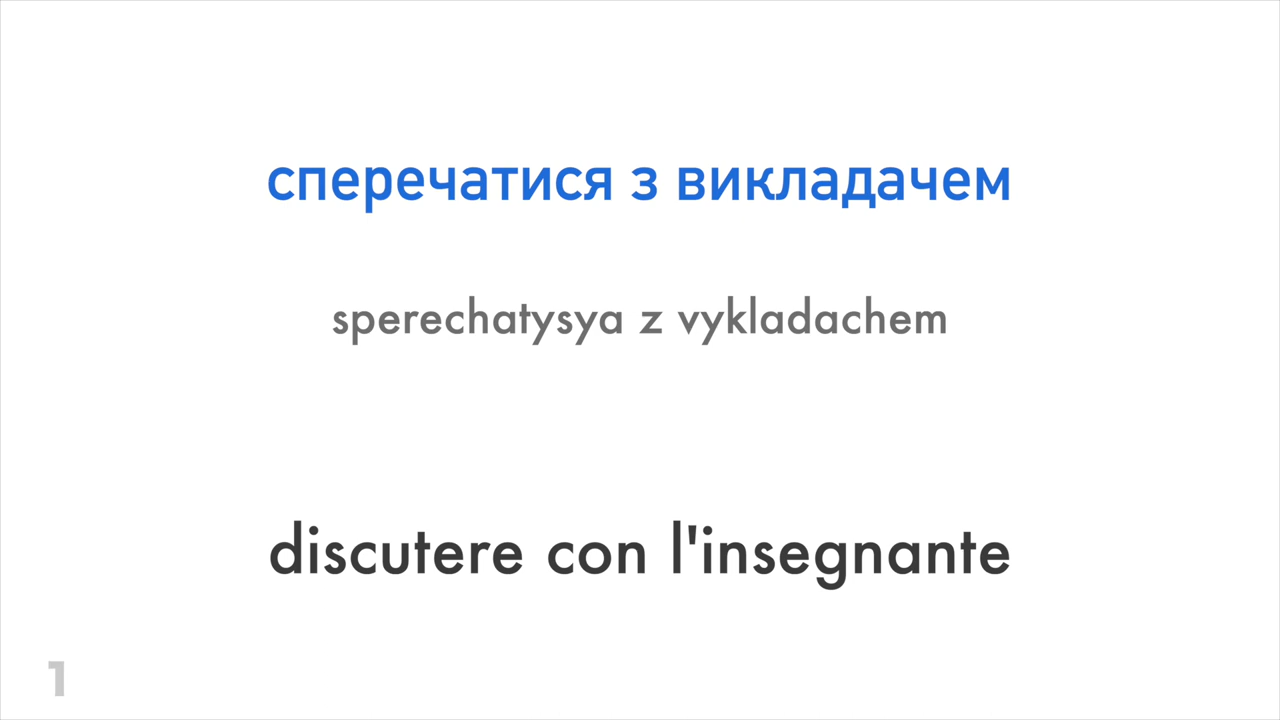 сперечатися з викладачем
sperechatysya z vykladachem
discutere con l'insegnante
1